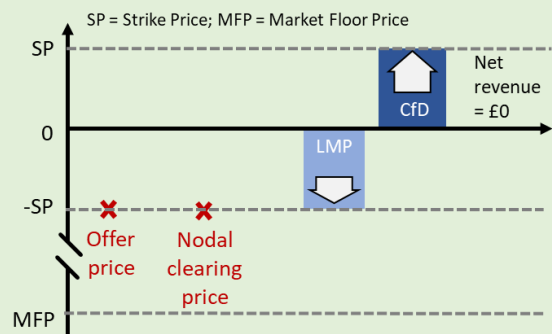 SP = Strike Price; MFP = Market Floor Price
SP
Net
revenue
= £0
CfD
0
LMP
-SP
Offer
price
Nodal
clearing
price
MFP